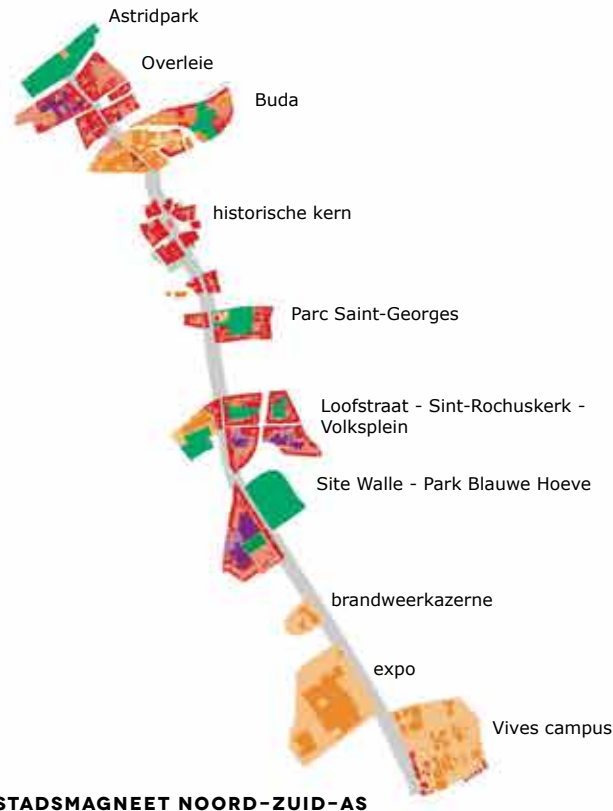 Astridpark
Overleie
Buda
historische kern
Parc Saint-Georges
Loofstraat - Sint-Rochuskerk -
Volksplein
Site Walle - Park Blauwe Hoeve
brandweerkazerne
expo
Vives campus
STADSMAGNEET NOORD-ZUID-AS